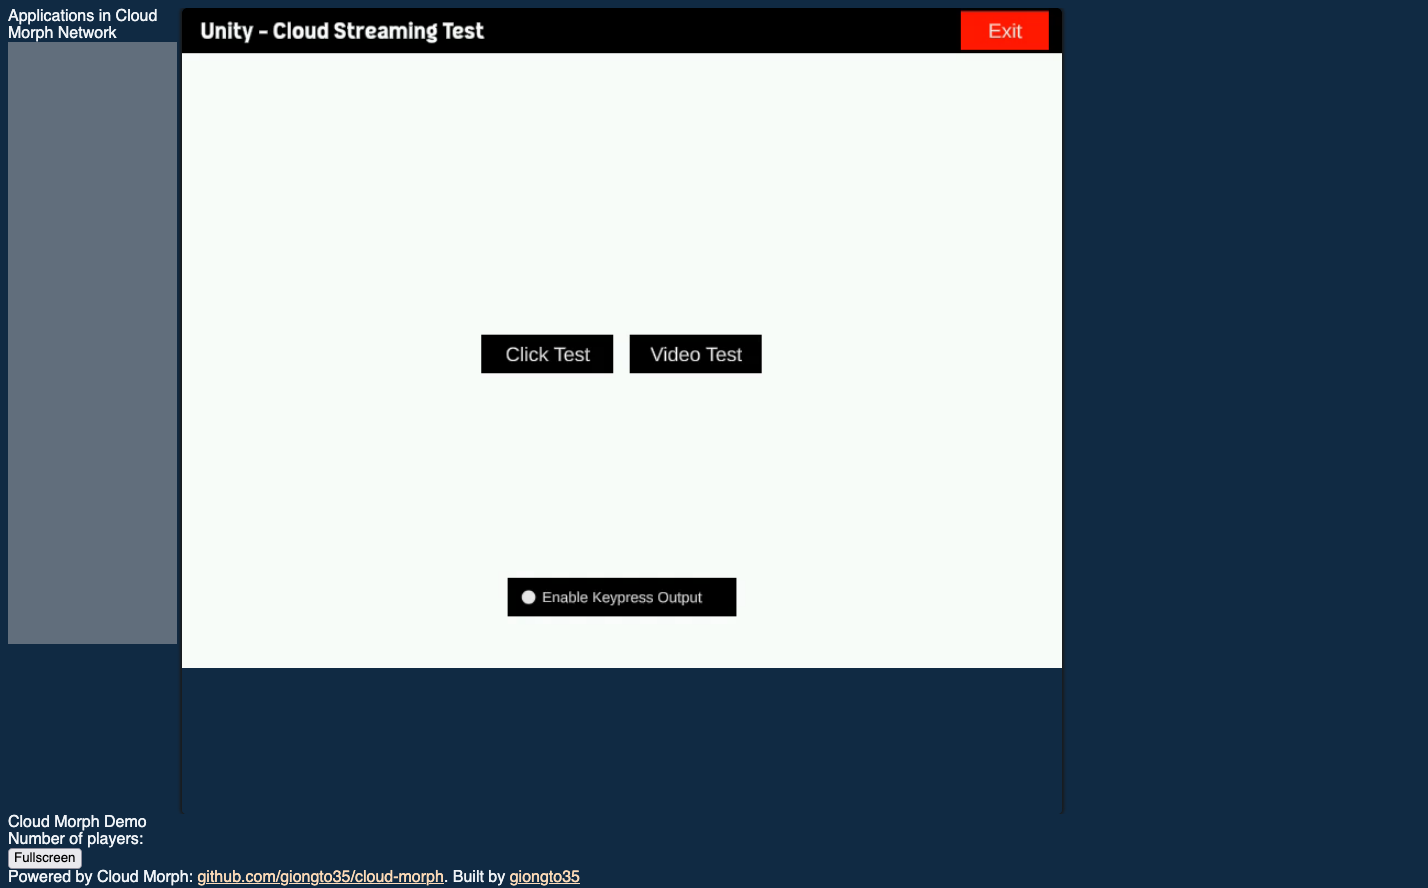 Applications in Cloud
Morph Network
Unity - Cloud Streaming Test
Exit
Click Test
Video Test
Enable Keypress Output
Cloud Morph Demo
Number of players:
Fullscreen
Powered by Cloud Morph: github.com/giongto35/cloud-morph. Built by giongto35